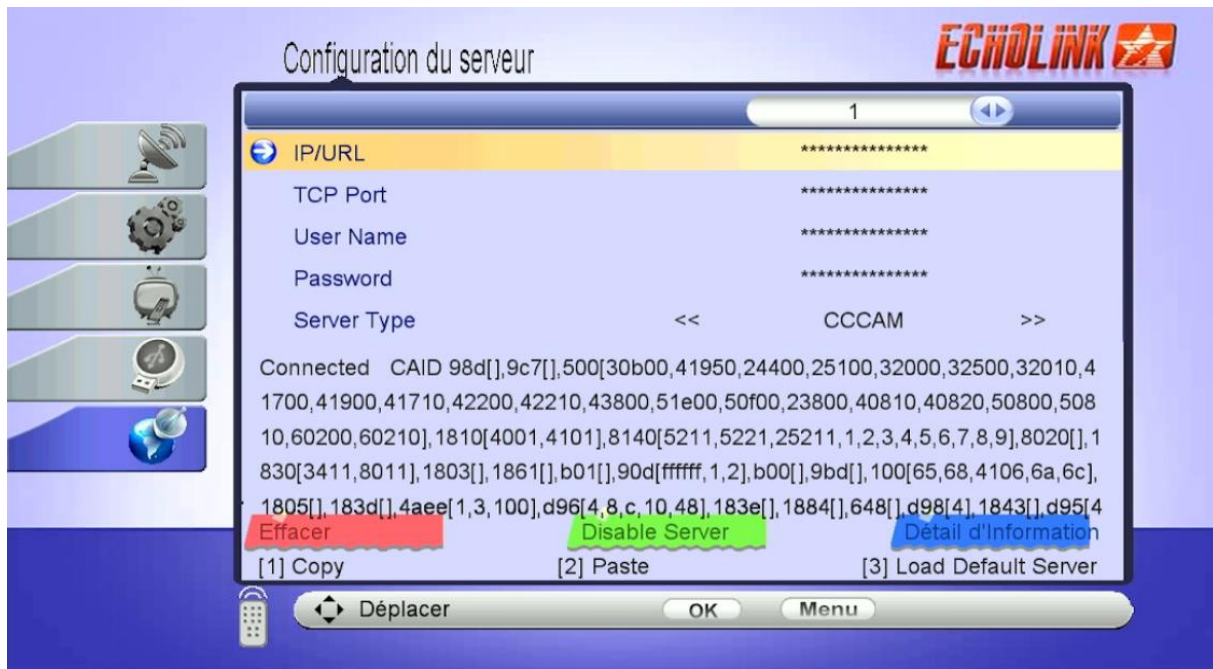 Configuration du serveur
ECHOLINK
1
IP/URL ***************
TCP Port ***************
User Name ***************
Password ***************
Server Type << CCCAM >>
Connected CAID 98d[],9c7[],500[30b00,41950,24400,25100,32000,32500,32010,4
1700,41900,41710,42200,42210,43800,51e00,50f00,23800,40810,40820,50800,508
10,60200,60210],1810[4001,4101],8140[5211,5221,25211,1,2,3,4,5,6,7,8,9],8020[],1
830[3411,8011],1803[],1861[],b01[],90d[ffffff,1,2],b00[],9bd[],100[65,68,4106,6a,6c],
1805[],183d[],4aee[1,3,100],d96[4,8,c,10,48],183e[],1884[],648[],d98[4],1843[],d95[4
Effacer Disable Server Détail d'Information
[1] Copy [2] Paste [3] Load Default Server
Déplacer OK Menu